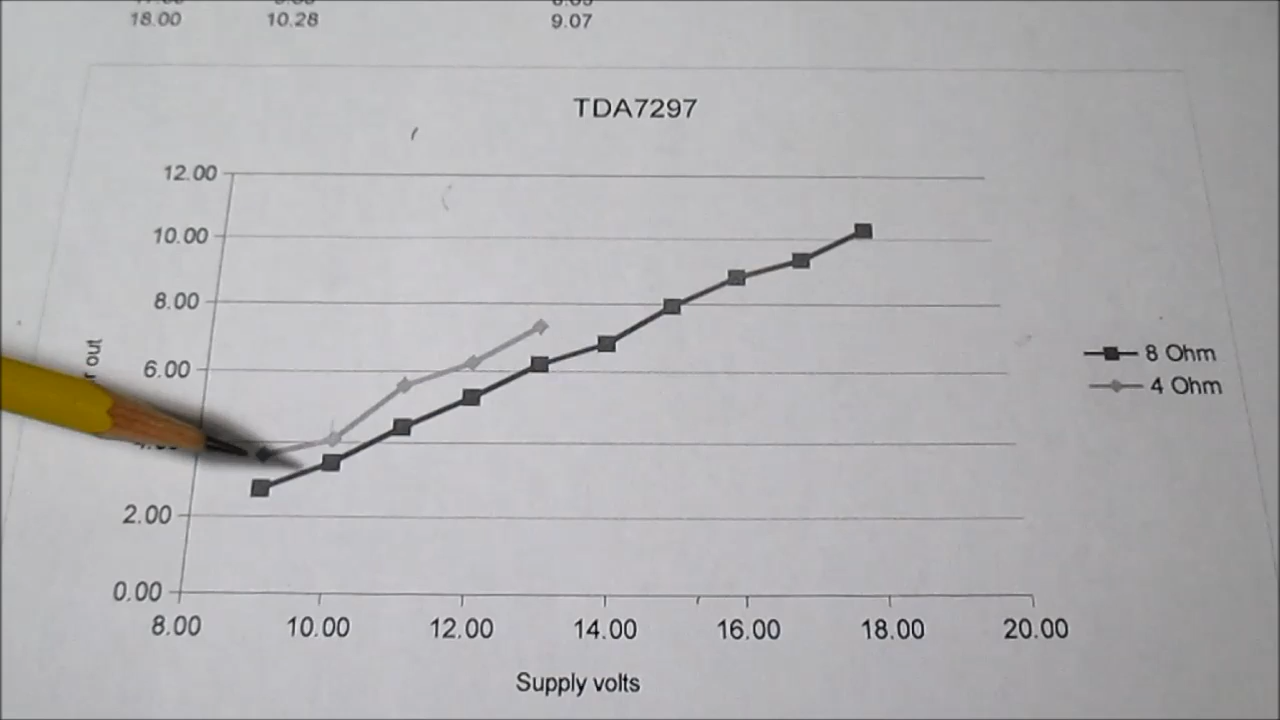 18.00 10.28 9.07
TDA7297
12.00
10.00
8.00
6.00
2.00
0.00
out
8 Ohm
4 Ohm
8.00 10.00 12.00 14.00 16.00 18.00 20.00
Supply volts